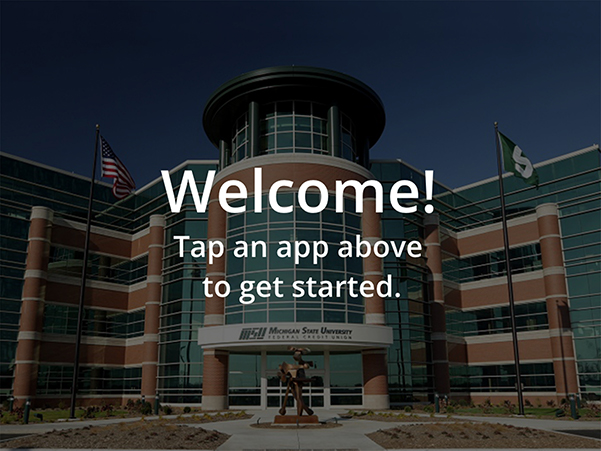 Welcome!
Tap an app above
to get started.
MSU MICHIGAN STATE UNIVERSITY
FEDERAL CREDIT UNION
S